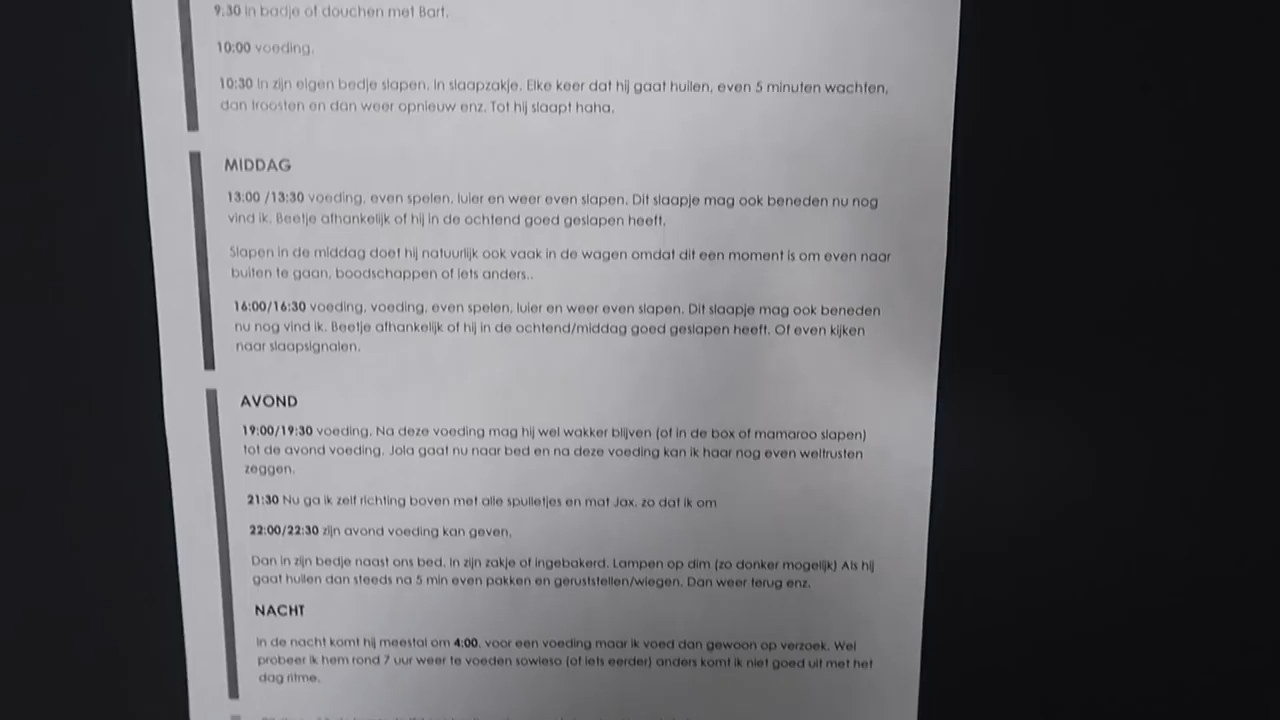 9.30 in badje of douchen met Bart.
10:00 voeding.
10:30 In zijn eigen bedje slapen. In slaapzakje. Elke keer dat hij gaat huilen, even 5 minuten wachten,
dan troosten en dan weer opnieuw enz. Tot hij slaapt haha.
MIDDAG
13:00 /13:30 voeding, even spelen, luier en weer even slapen. Dit slaapje mag ook beneden nu nog
vind ik. Beetje afhankelijk of hij in de ochtend goed geslapen heeft.
Slapen in de middag doet hij natuurlijk ook vaak in de wagen omdat dit een moment is om even naar
buiten te gaan, boodschappen of iets anders..
16:00/16:30 voeding, voeding, even spelen, luier en weer even slapen. Dit slaapje mag ook beneden
nu nog vind ik. Beetje afhankelijk of hij in de ochtend/middag goed geslapen heeft. Of even kijken
naar slaapsignalen.
AVOND
19:00/19:30 voeding. Na deze voeding mag hij wel wakker blijven (of in de box of mamaroo slapen)
tot de avond voeding. Jola gaat nu naar bed en na deze voeding kan ik haar nog even weltrusten
zeggen.
21:30 Nu ga ik zelf richting boven met alle spulletjes en mat Jax. zo dat ik om
22:00/22:30 zijn avond voeding kan geven.
Dan in zijn bedje naast ons bed. In zijn zakje of ingebakerd. Lampen op dim (zo donker mogelijk) Als hij
gaat huilen dan steeds na 5 min even pakken en geruststellen/wiegen. Dan weer terug enz.
NACHT
In de nacht komt hij meestal om 4:00. voor een voeding maar ik voed dan gewoon op verzoek. Wel
probeer ik hem rond 7 uur weer te voeden sowieso (of iets eerder) anders komt ik niet goed uit met het
dag ritme.